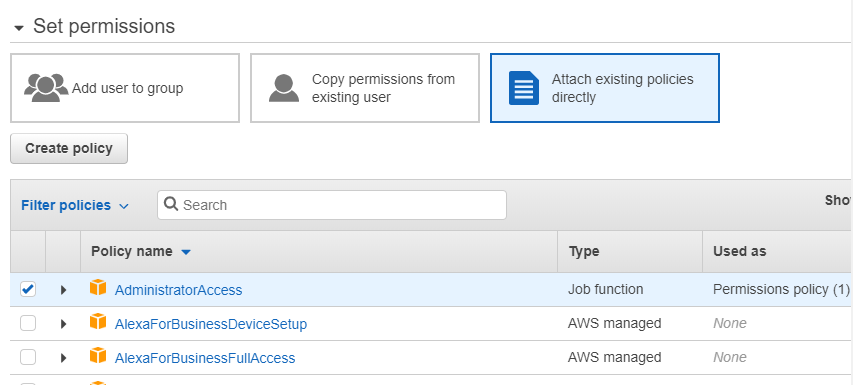 Set permissions
Add user to group
Copy permissions from
existing user
Attach existing policies
directly
Create policy
Filter policies
Search
Policy name
Type
Used as
AdministratorAccess
Job function
Permissions policy (1)
AlexaForBusinessDeviceSetup
AWS managed
None
AlexaForBusinessFullAccess
AWS managed
None